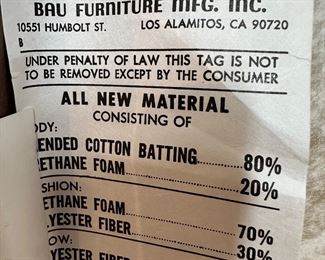 BAU FURNITURE MFG. INC.
10551 HUMBOLT ST. LOS ALAMITOS, CA 90720
B
UNDER PENALTY OF LAW THIS TAG IS NOT
TO BE REMOVED EXCEPT BY THE CONSUMER
ALL NEW MATERIAL
CONSISTING OF
ODY:
ENDED COTTON BATTING 80%
ETHANE FOAM 20%
SHION:
ETHANE FOAM 70%
LYESTER FIBER 30%
OW:
YESTER FIBER